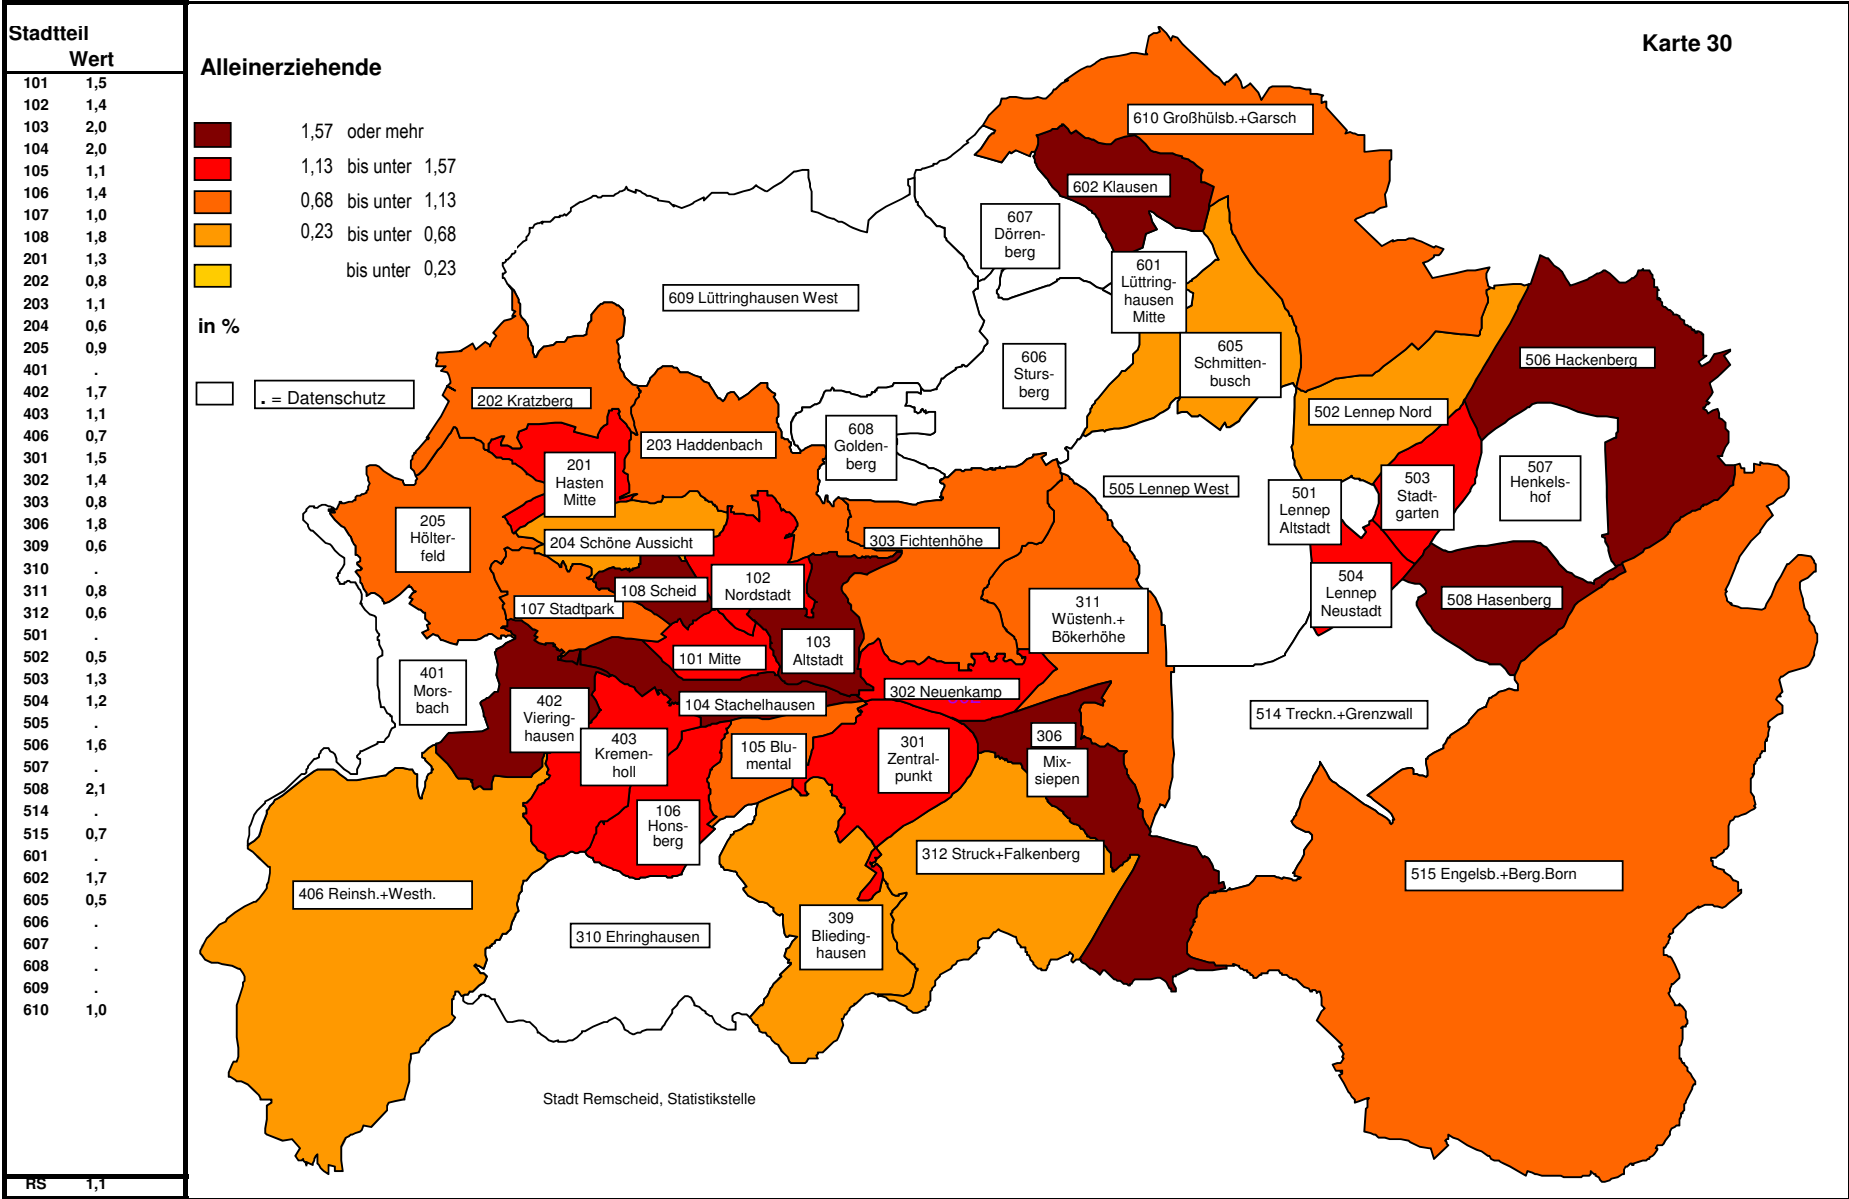 Stadtteil
Wert
101 1,5
102 1,4
103 2,0
104 2,0
105 1,1
106 1,4
107 1,0
108 1,8
201 1,3
202 0,8
203 1,1
204 0,6
205 0,9
401 .
402 1,7
403 1,1
406 0,7
301 1,5
302 1,4
303 0,8
306 1,8
309 0,6
310 .
311 0,8
312 0,6
501 .
502 0,5
503 1,3
504 1,2
505 .
506 1,6
507 .
508 2,1
514 .
515 0,7
601 .
602 1,7
605 0,5
606 .
607 .
608 .
609 .
610 1,0
RS 1,1
Karte 30
Alleinerziehende
1,57 oder mehr
1,13 bis unter 1,57
0,68 bis unter 1,13
0,23 bis unter 0,68
bis unter 0,23
in %
. = Datenschutz
610 Großhülsb.+Garsch
602 Klausen
607
Dörren-
berg
601
Lüttring-
hausen
Mitte
609 Lüttringhausen West
605
Schmitten-
busch
606
Sturs-
berg
506 Hackenberg
202 Kratzberg
502 Lennep Nord
203 Haddenbach
608
Golden-
berg
201
Hasten
Mitte
505 Lennep West
501
Lennep
Altstadt
503
Stadt-
garten
507
Henkels-
hof
205
Hölter-
feld
204 Schöne Aussicht
303 Fichtenhöhe
102
Nordstadt
108 Scheid
107 Stadtpark
504
Lennep
Neustadt
508 Hasenberg
311
Wüstenh.+
Bökerhöhe
103
Altstadt
101 Mitte
401
Mors-
bach
402
Viering-
hausen
302 Neuenkamp
104 Stachelhausen
514 Treckn.+Grenzwall
403
Kremen-
holl
105 Blu-
mental
301
Zentral-
punkt
306
Mix-
siepen
106
Hons-
berg
312 Struck+Falkenberg
515 Engelsb.+Berg.Born
406 Reinsh.+Westh.
310 Ehringhausen
309
Blieding-
hausen
Stadt Remscheid, Statistikstelle